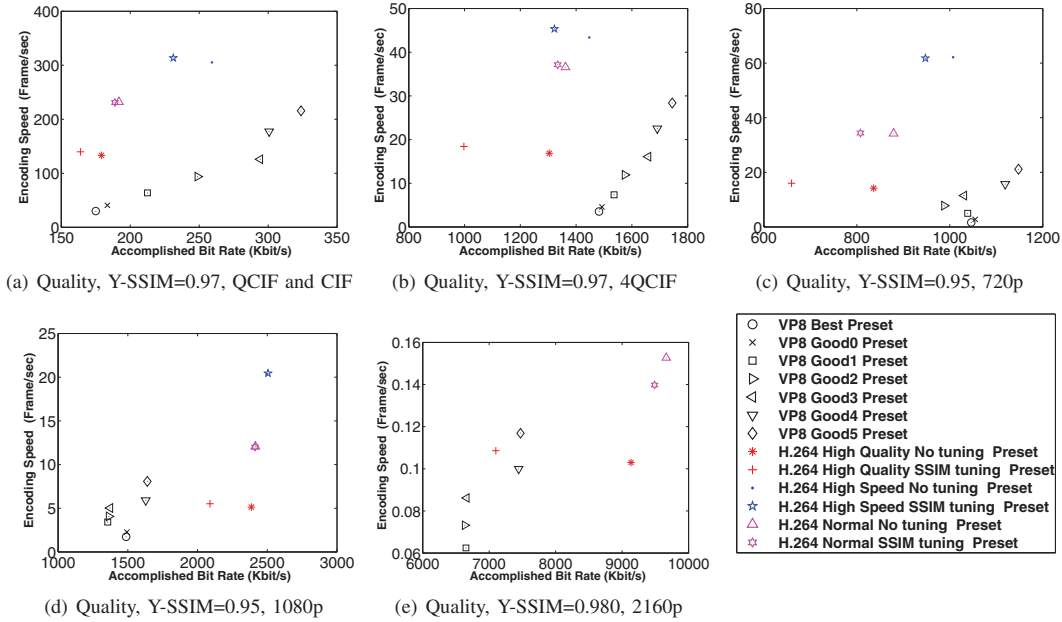 400
300
200
100
0
150 200 250 300 350
Encoding Speed (Frame/sec)
Accomplished Bit Rate (Kbit/s)
(a) Quality, Y-SSIM=0.97, QCIF and CIF
50
40
30
20
10
0
800 1000 1200 1400 1600 1800
Encoding Speed (Frame/sec)
Accomplished Bit Rate (Kbit/s)
(b) Quality, Y-SSIM=0.97, 4QCIF
80
60
40
20
0
600 800 1000 1200
Encoding Speed (Frame/sec)
Accomplished Bit Rate (Kbit/s)
(c) Quality, Y-SSIM=0.95, 720p
25
20
15
10
5
0
1000 1500 2000 2500 3000
Encoding Speed (Frame/sec)
Accomplished Bit Rate (Kbit/s)
(d) Quality, Y-SSIM=0.95, 1080p
0.16
0.14
0.12
0.1
0.08
0.06
6000 7000 8000 9000 10000
Encoding Speed (Frame/sec)
Accomplished Bit Rate (Kbit/s)
(e) Quality, Y-SSIM=0.980, 2160p
VP8 Best Preset
VP8 Good0 Preset
VP8 Good1 Preset
VP8 Good2 Preset
VP8 Good3 Preset
VP8 Good4 Preset
VP8 Good5 Preset
H.264 High Quality No tuning Preset
H.264 High Quality SSIM tuning Preset
H.264 High Speed No tuning Preset
H.264 High Speed SSIM tuning Preset
H.264 Normal No tuning Preset
H.264 Normal SSIM tuning Preset